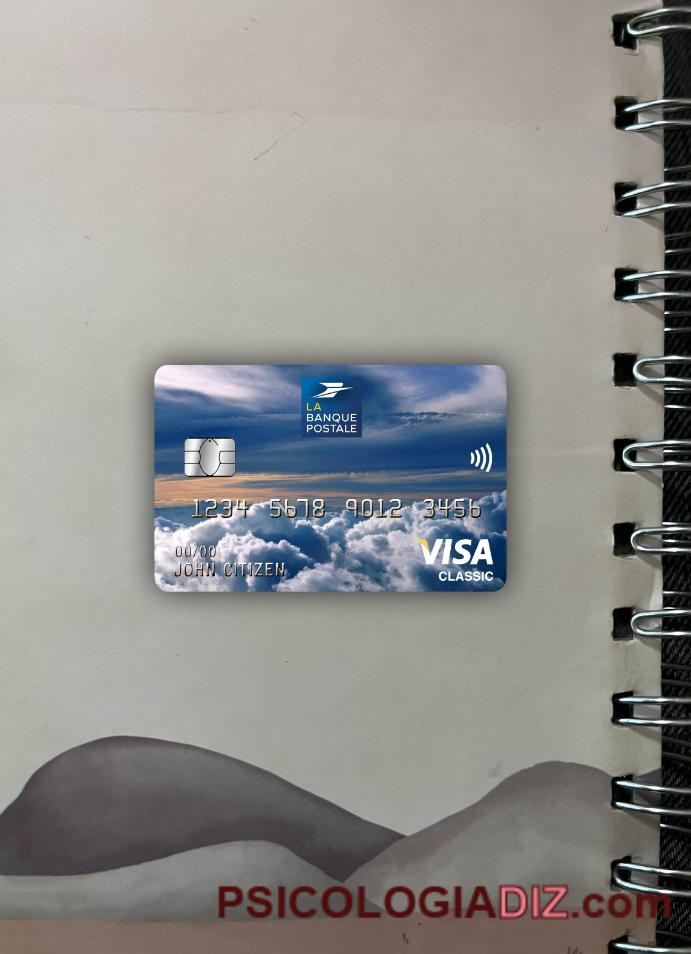 LA
BANQUE
POSTALE
1234 5678 9012 3456
00/00
JOHN CITIZEN
VISA
CLASSIC
PSICOLOGIADIZ.com